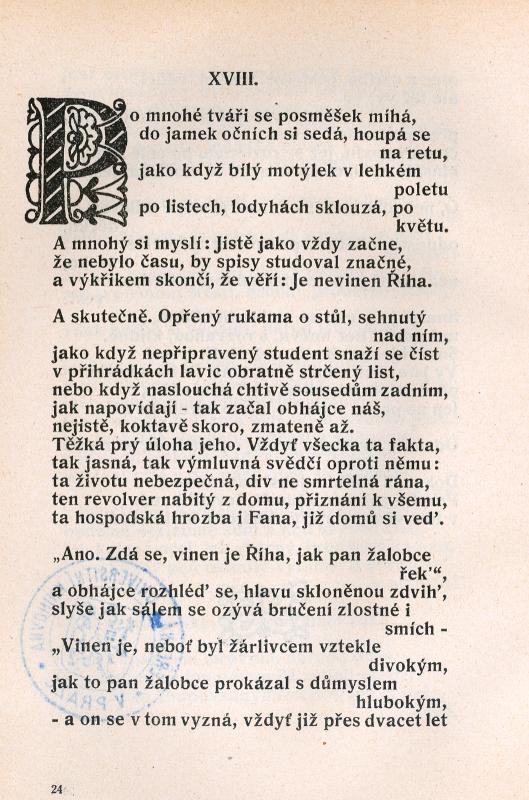 XVIII.
Po mnohé tváři se posměšek míhá,
do jamek očních si sedá, houpá se
na retu,
jako když bílý motýlek v lehkém
poletu
po listech, lodyhách sklouzá, po
květu.
A mnohý si myslí: Jistě jako vždy začne,
že nebylo času, by spisy studoval značné,
a výkřikem skončí, že věří: Je nevinen Říha.
A skutečně. Opřený rukama o stůl, sehnutý
nad ním,
jako když nepřipravený student snaží se číst
v přihrádkách lavic obratně strčený list,
nebo když naslouchá chtivě sousedům zadním,
jak napovídají - tak začal obhájce náš,
nejistě, koktavě skoro, zmateně až.
Těžká prý úloha jeho. Vždyť všecka ta fakta,
tak jasná, tak výmluvná svědčí oproti němu:
ta životu nebezpečná, div ne smrtelná rána,
ten revolver nabitý z domu, přiznání k všemu,
ta hospodská hrozba i Fana, již domů si ved'.
„Ano. Zdá se, vinen je Říha, jak pan žalobce
řek'“,
a obhájce rozhléd' se, hlavu skloněnou zdvih',
slyše jak sálem se ozývá bručení zlostné i
smích -
„Vinen je, neboť byl žárlivcem vztekle
divokým,
jak to pan žalobce prokázal s důmyslem
hlubokým,
- a on se v tom vyzná, vždyť již přes dvacet let
24